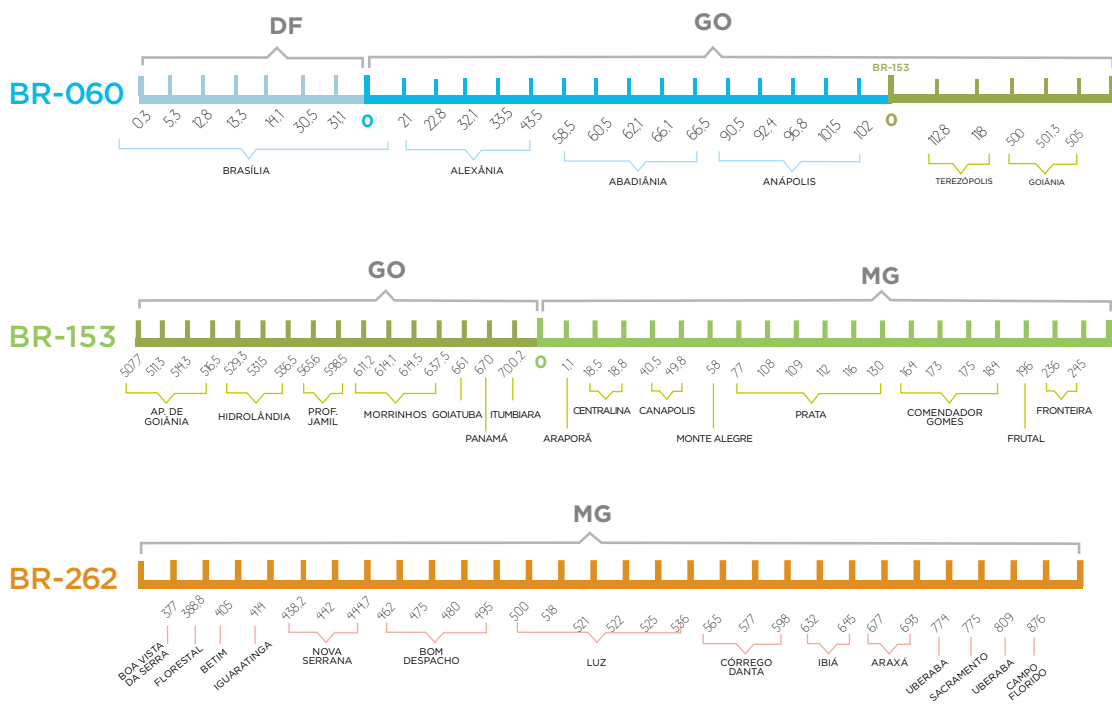 DF
GO
BR-153
BR-060
0.3 5.3 12.8 13.3 14.1 30.5 31.1 0 21 22.8 32.1 33.5 43.5 58.5 60.5 62.1 66.1 66.5 90.5 92.4 96.8 101.5 102 0 112.8 118 500 501.3 505
BRASÍLIA
ALEXÂNIA
ABADIÂNIA
ANÁPOLIS
TEREZÓPOLIS
GOIÂNIA
GO
MG
BR-153
507.7 511.3 514.3 516.5 529.3 531.5 536.5 565.6 598.5 611.2 614.1 614.5 637.5 661 670 700.2 0 1.1 18.5 18.8 40.5 49.8 58 77 108 109 112 116 130 164 173 175 184 196 236 245
AP. DE
GOIÂNIA
HIDROLÂNDIA
PROF.
JAMIL
MORRINHOS
GOIATUBA
PANAMÁ
ITUMBIARA
ARAPORÃ
CENTRALINA
CANAPOLIS
MONTE ALEGRE
PRATA
COMENDADOR
GOMES
FRUTAL
FRONTEIRA
MG
BR-262
377 388.8 405 414 438.2 442 444.7 462 475 480 495 500 518 521 522 525 536 565 577 598 632 645 677 693 774 775 809 876
BOA VISTA
DA SERRA
FLORESTAL
BETIM
IGUARATINGA
NOVA
SERRANA
BOM
DESPACHO
LUZ
CÓRREGO
DANTA
IBIÁ
ARAXÁ
UBERABA
SACRAMENTO
UBERABA
CAMPO
FLORIDO